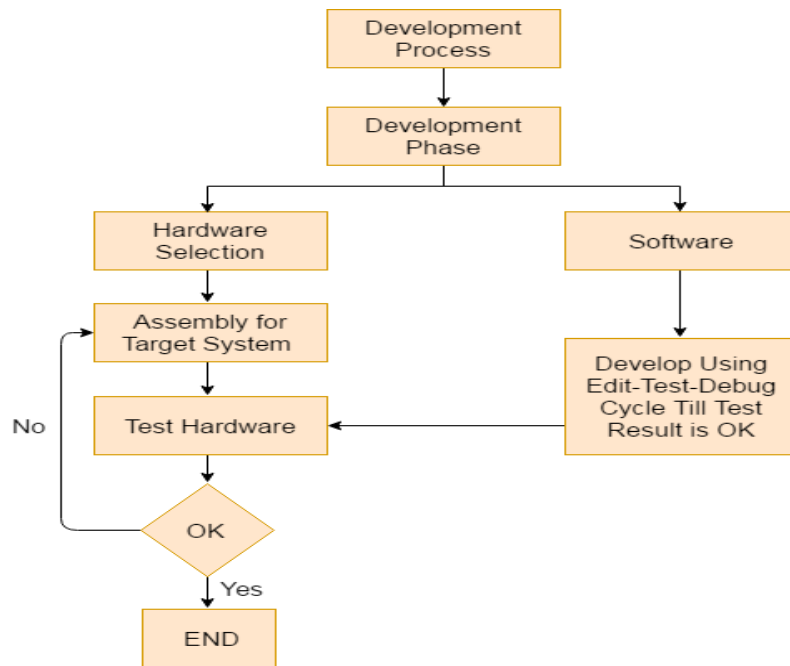 Development
Process
Development
Phase
Hardware
Selection
Software
Assembly for
Target System
Develop Using
Edit-Test-Debug
Cycle Till Test
Result is OK
No
Test Hardware
OK
Yes
END